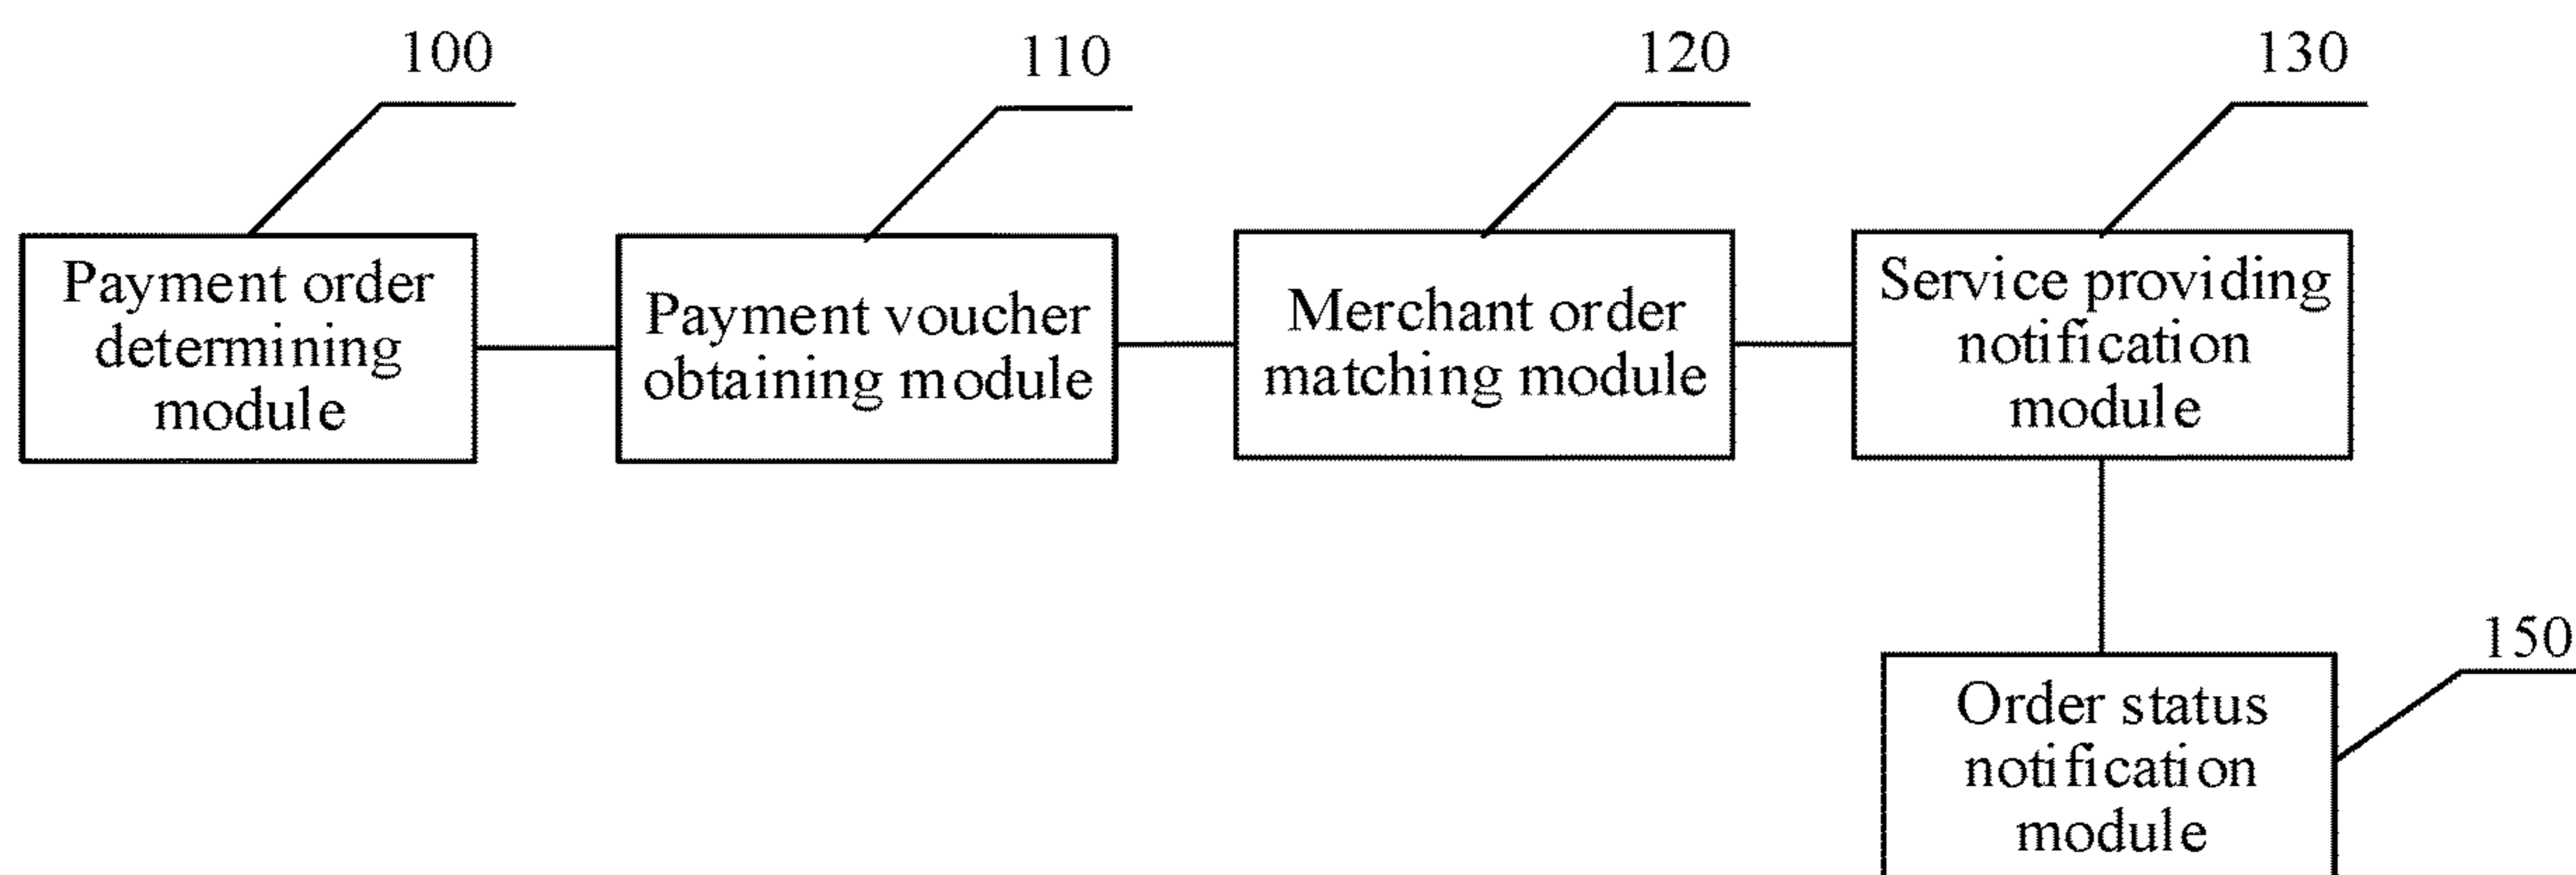 100
110
120
130
Payment order
determining
module
Payment voucher
obtaining module
Merchant order
matching module
Service providing
notification
module
150
Order status
notification
module